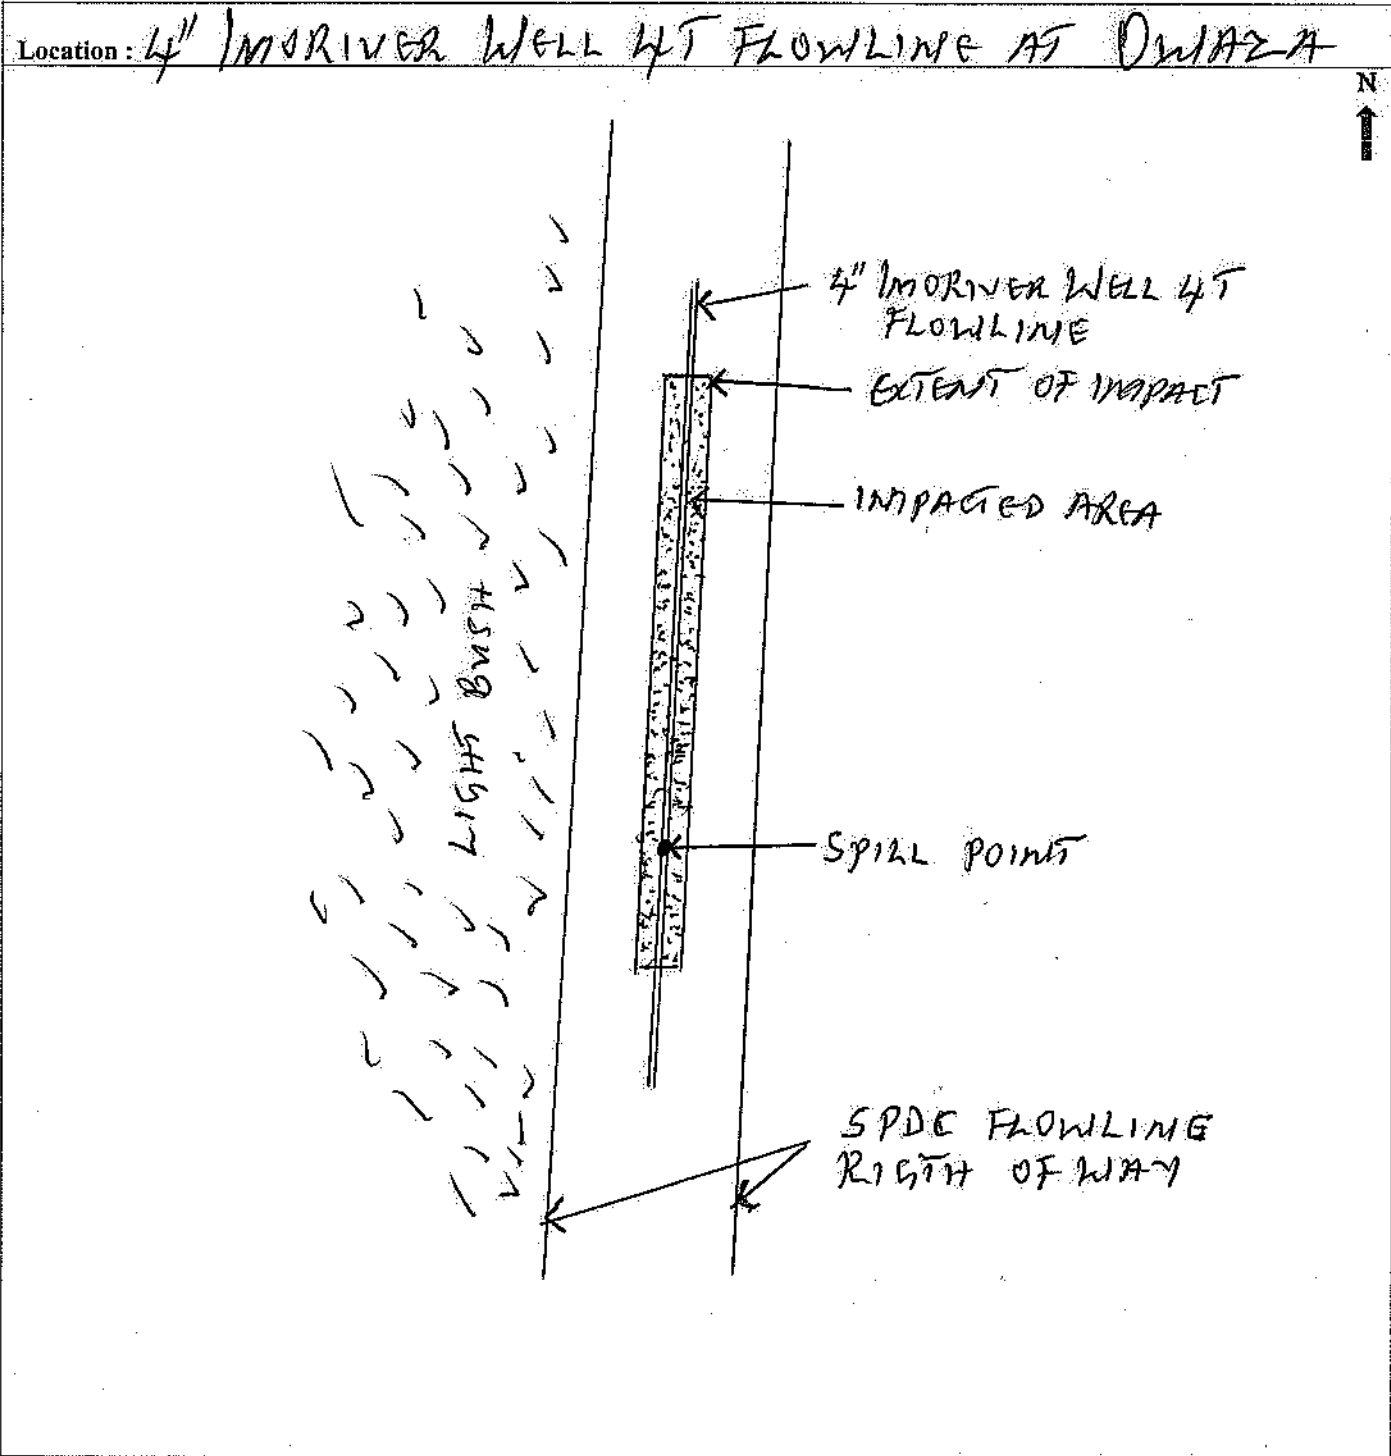 Location : 4" IMORIVER WELL 4T FLOWLINE AT OWAZA
N
4" IMORIVER WELL 4T
FLOWLINE
EXTENT OF IMPACT
IMPACTED AREA
LIGHT BUSH
SPILL POINT
SPDC FLOWLINE
RIGTH OF WAY